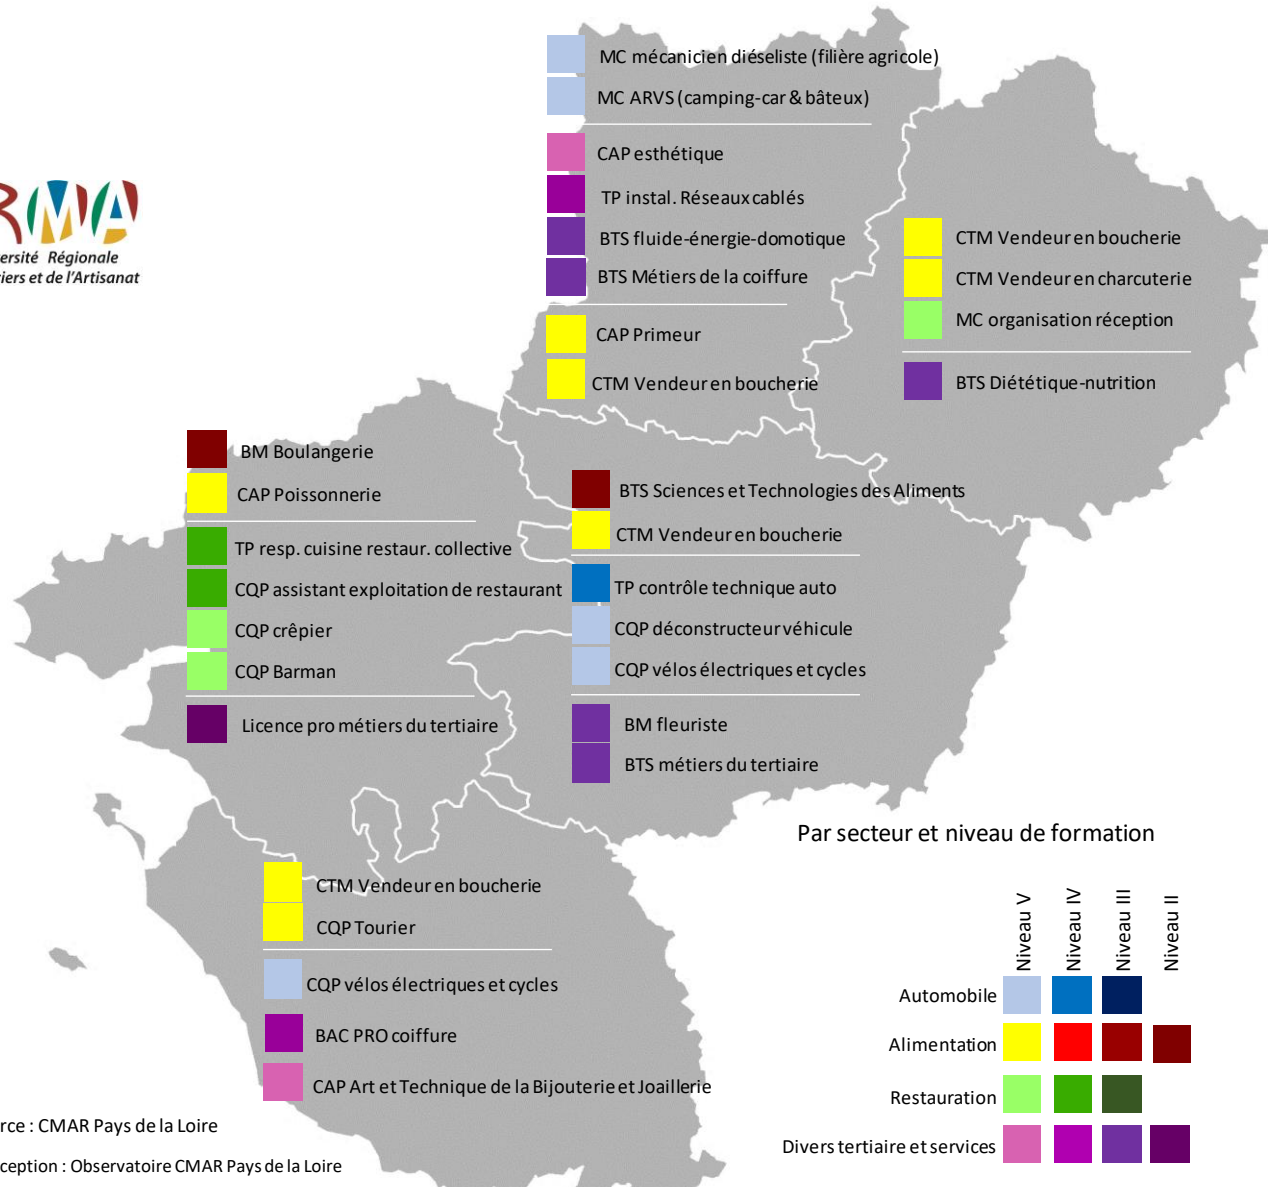 MC mécanicien diéseliste (filière agricole)
MC ARVS (camping-car & bâteux)
CAP esthétique
TP instal. Réseaux cablés
BTS fluide-énergie-domotique
BTS Métiers de la coiffure
CAP Primeur
CTM Vendeur en boucherie
RMA
ersité Régionale
iers et de l'Artisanat
CTM Vendeur en boucherie
CTM Vendeur en charcuterie
MC organisation réception
BTS Diététique-nutrition
BM Boulangerie
CAP Poissonnerie
TP resp. cuisine restaur. collective
CQP assistant exploitation de restaurant
CQP crêpier
CQP Barman
Licence pro métiers du tertiaire
BTS Sciences et Technologies des Aliments
CTM Vendeur en boucherie
TP contrôle technique auto
CQP déconstructeur véhicule
CQP vélos électriques et cycles
BM fleuriste
BTS métiers du tertiaire
CTM Vendeur en boucherie
CQP Tourier
CQP vélos électriques et cycles
BAC PRO coiffure
CAP Art et Technique de la Bijouterie et Joaillerie
Par secteur et niveau de formation
Niveau V
Niveau IV
Niveau III
Niveau II
Automobile
Alimentation
Restauration
Divers tertiaire et services
rce : CMAR Pays de la Loire
ception : Observatoire CMAR Pays de la Loire